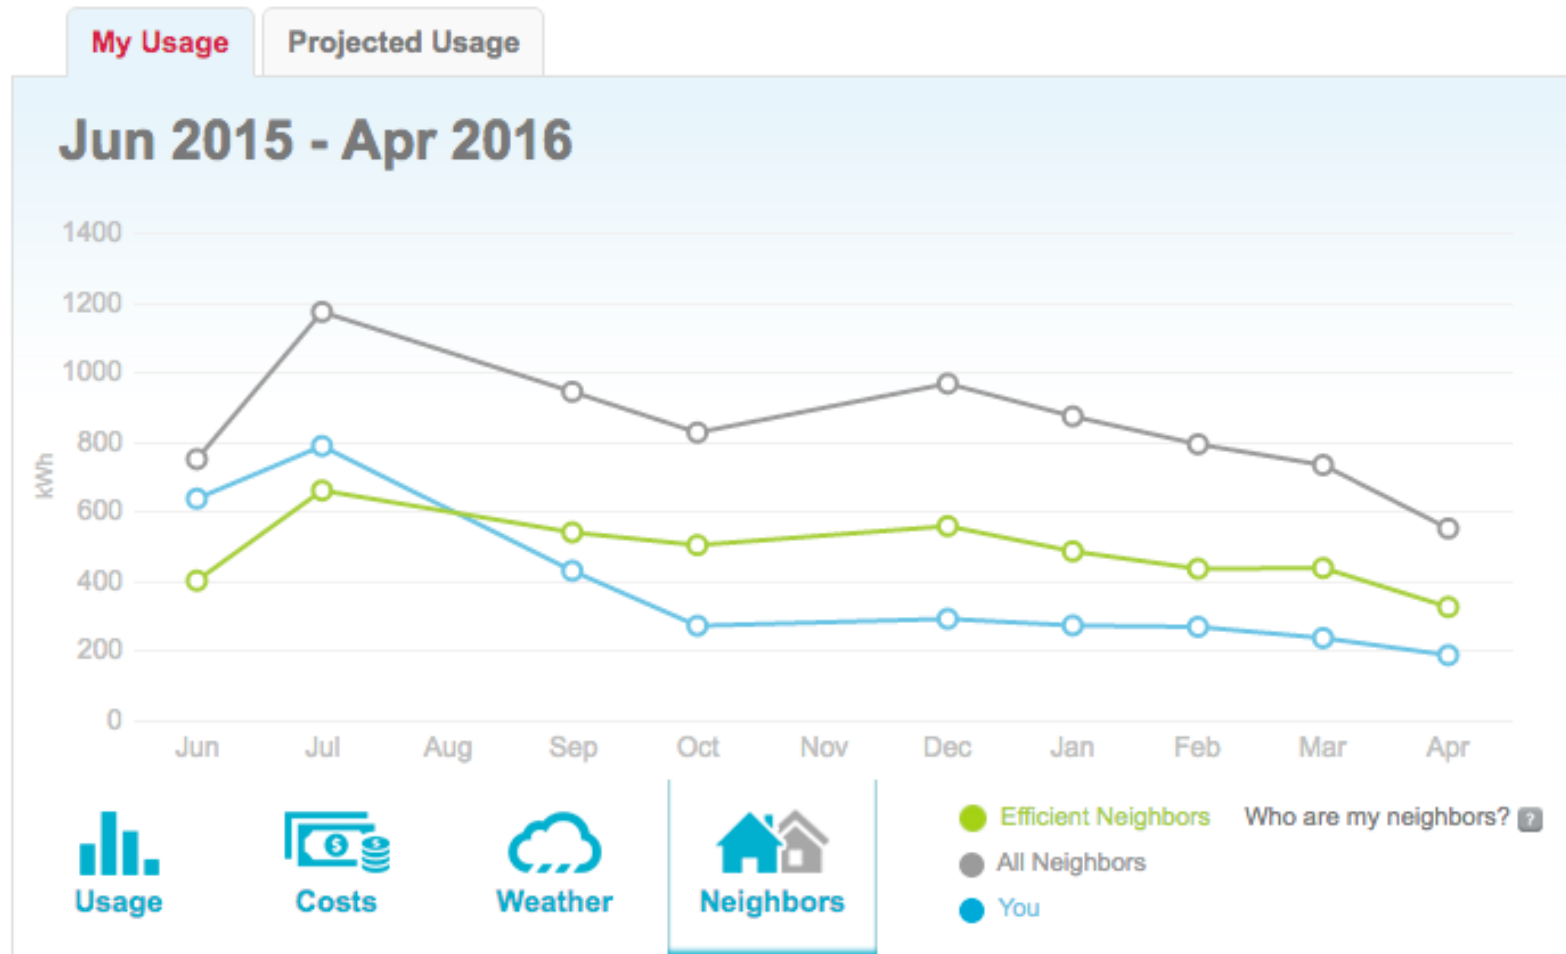 My Usage
Projected Usage
Jun 2015 - Apr 2016
1400
1200
1000
800
600
400
200
0
kWh
Jun Jul Aug Sep Oct Nov Dec Jan Feb Mar Apr
Usage
Costs
Weather
Neighbors
Efficient Neighbors
Who are my neighbors? ?
All Neighbors
You